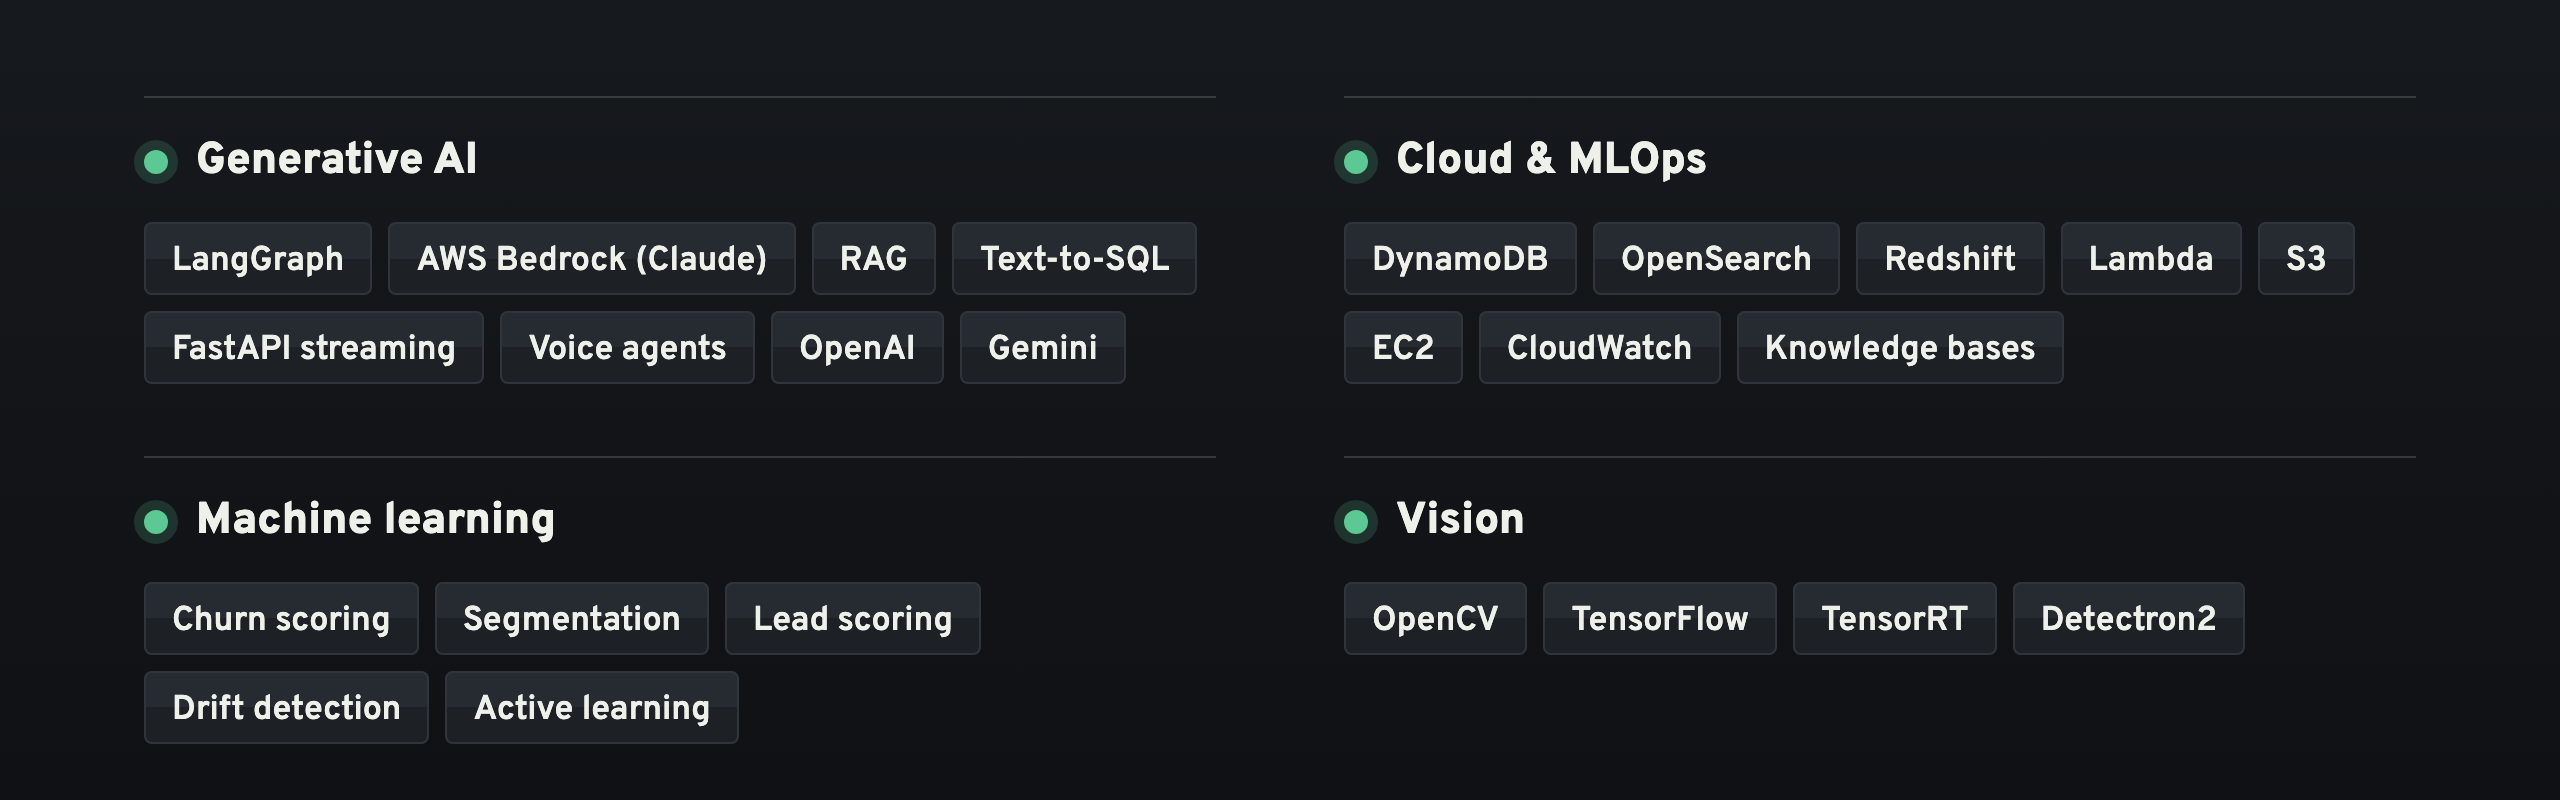 Generative AI
LangGraph AWS Bedrock (Claude) RAG Text-to-SQL
FastAPI streaming Voice agents OpenAI Gemini
Cloud & MLOps
DynamoDB OpenSearch Redshift Lambda S3
EC2 CloudWatch Knowledge bases
Machine learning
Churn scoring Segmentation Lead scoring
Drift detection Active learning
Vision
OpenCV TensorFlow TensorRT Detectron2